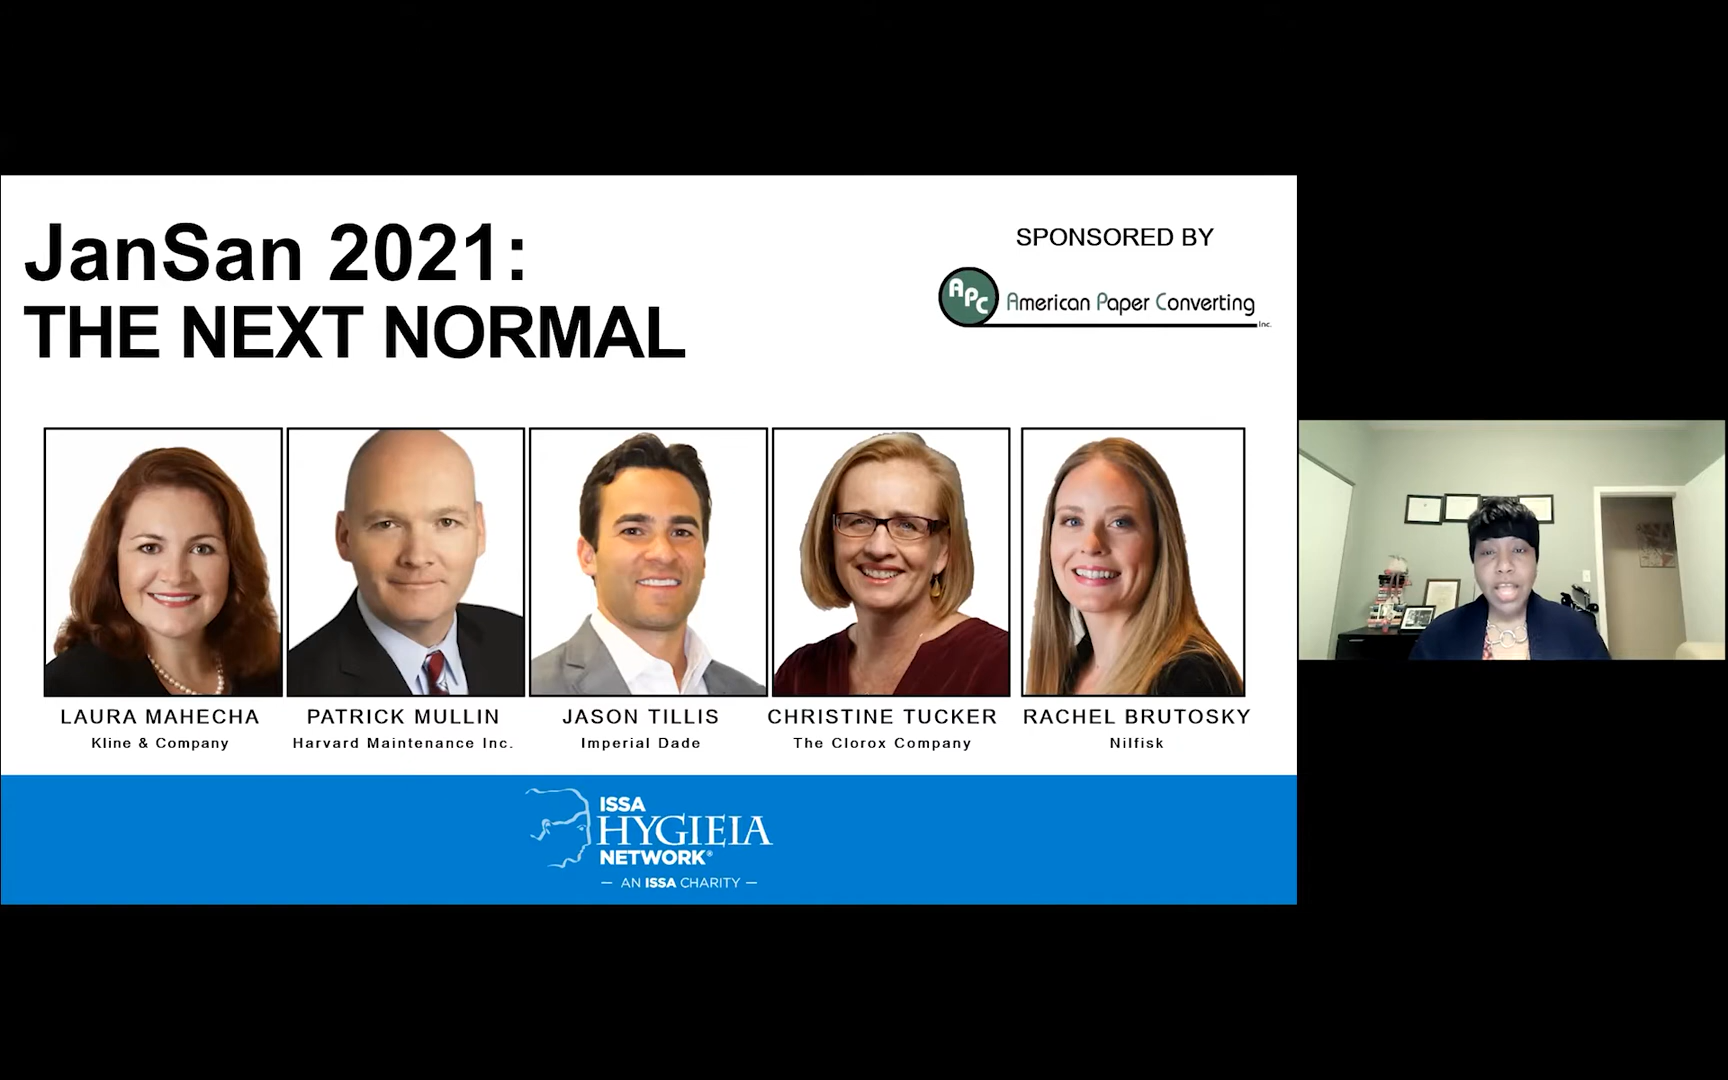 JanSan 2021:
THE NEXT NORMAL
SPONSORED BY
APC
American Paper Converting
Inc.
LAURA MAHECHA
Kline & Company
PATRICK MULLIN
Harvard Maintenance Inc.
JASON TILLIS
Imperial Dade
CHRISTINE TUCKER
The Clorox Company
RACHEL BRUTOSKY
Nilfisk
ISSA
HYGIEIA
NETWORK®
— AN ISSA CHARITY —